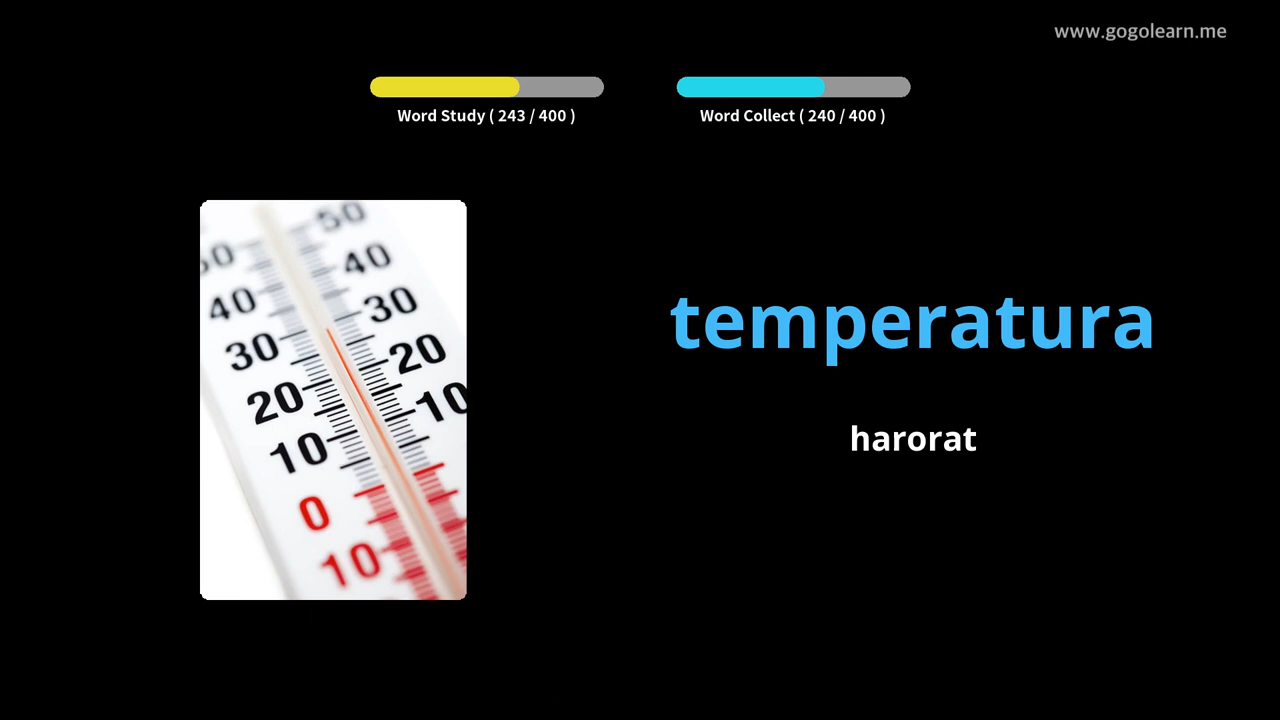 www.gogolearn.me
Word Study ( 243 / 400 )
Word Collect ( 240 / 400 )
50
50
40
40
30
30
20
20
10
10
0
10
temperatura
harorat